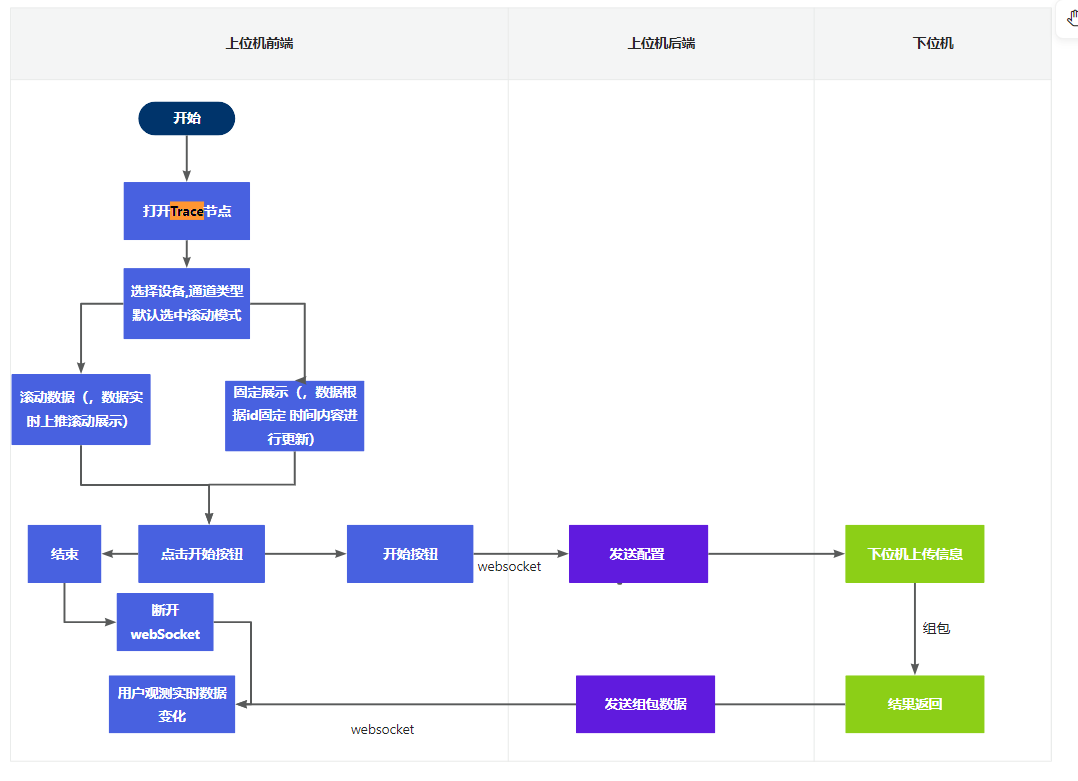 上位机前端
上位机后端
下位机
开始
打开Trace节点
选择设备,通道类型
默认选中滚动模式
滚动数据（，数据实
时上推滚动展示）
固定展示（，数据根
据id固定 时间内容进
行更新）
结束
点击开始按钮
开始按钮
websocket
发送配置
下位机上传信息
断开
webSocket
组包
用户观测实时数据
变化
websocket
发送组包数据
结果返回